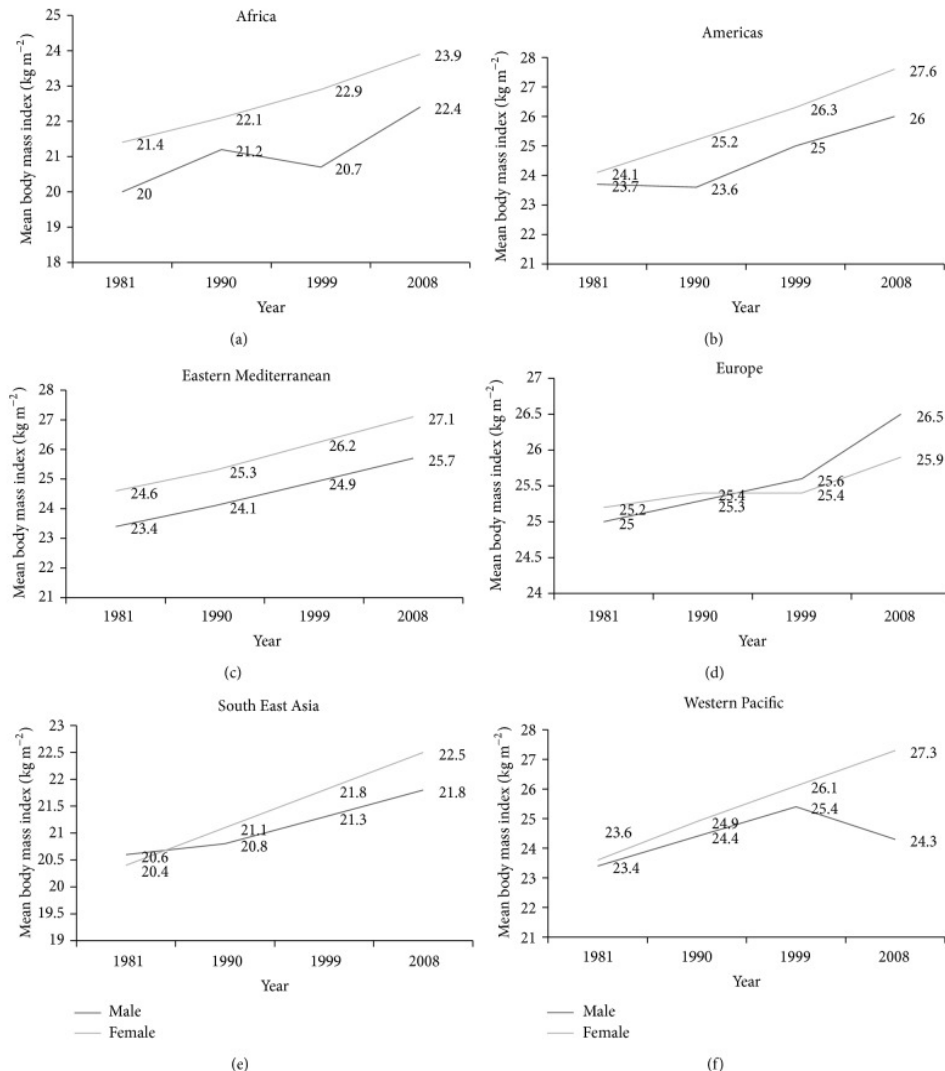 Africa
Mean body mass index (kg m−2)
25
24
23
22
21
20
19
18
21.4
22.1
22.9
23.9
20
21.2
20.7
22.4
1981 1990 1999 2008
Year
(a)
Americas
Mean body mass index (kg m−2)
28
27
26
25
24
23
22
21
24.1
25.2
26.3
27.6
23.7
23.6
25
26
1981 1990 1999 2008
Year
(b)
Eastern Mediterranean
Mean body mass index (kg m−2)
28
27
26
25
24
23
22
21
24.6
25.3
26.2
27.1
23.4
24.1
24.9
25.7
1981 1990 1999 2008
Year
(c)
Europe
Mean body mass index (kg m−2)
27
26.5
26
25.5
25
24.5
24
25.2
25.4
25.4
25.9
25
25.3
25.6
26.5
1981 1990 1999 2008
Year
(d)
South East Asia
Mean body mass index (kg m−2)
23
22.5
22
21.5
21
20.5
20
19.5
19
20.6
20.8
21.3
21.8
20.4
21.1
21.8
22.5
1981 1990 1999 2008
Year
Male
Female
(e)
Western Pacific
Mean body mass index (kg m−2)
28
27
26
25
24
23
22
21
23.6
24.9
26.1
27.3
23.4
24.4
25.4
24.3
1981 1990 1999 2008
Year
Male
Female
(f)